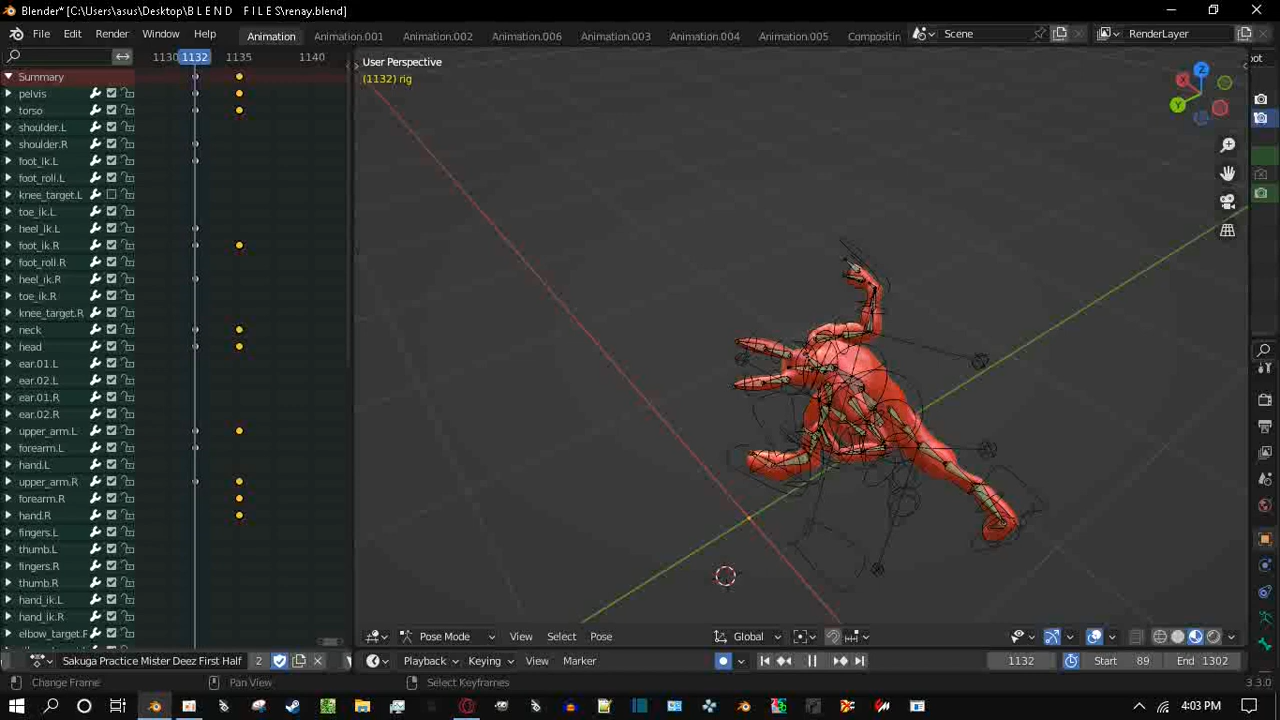 Blender* [C:\Users\asus\Desktop\B L E N D   F I L E S\renay.blend]
File Edit Render Window Help Animation Animation.001 Animation.002 Animation.006 Animation.003 Animation.004 Animation.005 Compositin Scene RenderLayer
1130 1132 1135 1140
User Perspective
(1132) rig
Summary
pelvis
torso
shoulder.L
shoulder.R
foot_ik.L
foot_roll.L
knee_target.L
toe_ik.L
heel_ik.L
foot_ik.R
foot_roll.R
heel_ik.R
toe_ik.R
knee_target.R
neck
head
ear.01.L
ear.02.L
ear.01.R
ear.02.R
upper_arm.L
forearm.L
hand.L
upper_arm.R
forearm.R
hand.R
fingers.L
thumb.L
fingers.R
thumb.R
hand_ik.L
hand_ik.R
elbow_target.F
Z
X
Y
Pose Mode View Select Pose Global
Sakuga Practice Mister Deez First Half 2 Playback Keying View Marker 1132 Start 89 End 1302
Change Frame Pan View Select Keyframes 3.3.0
4:03 PM